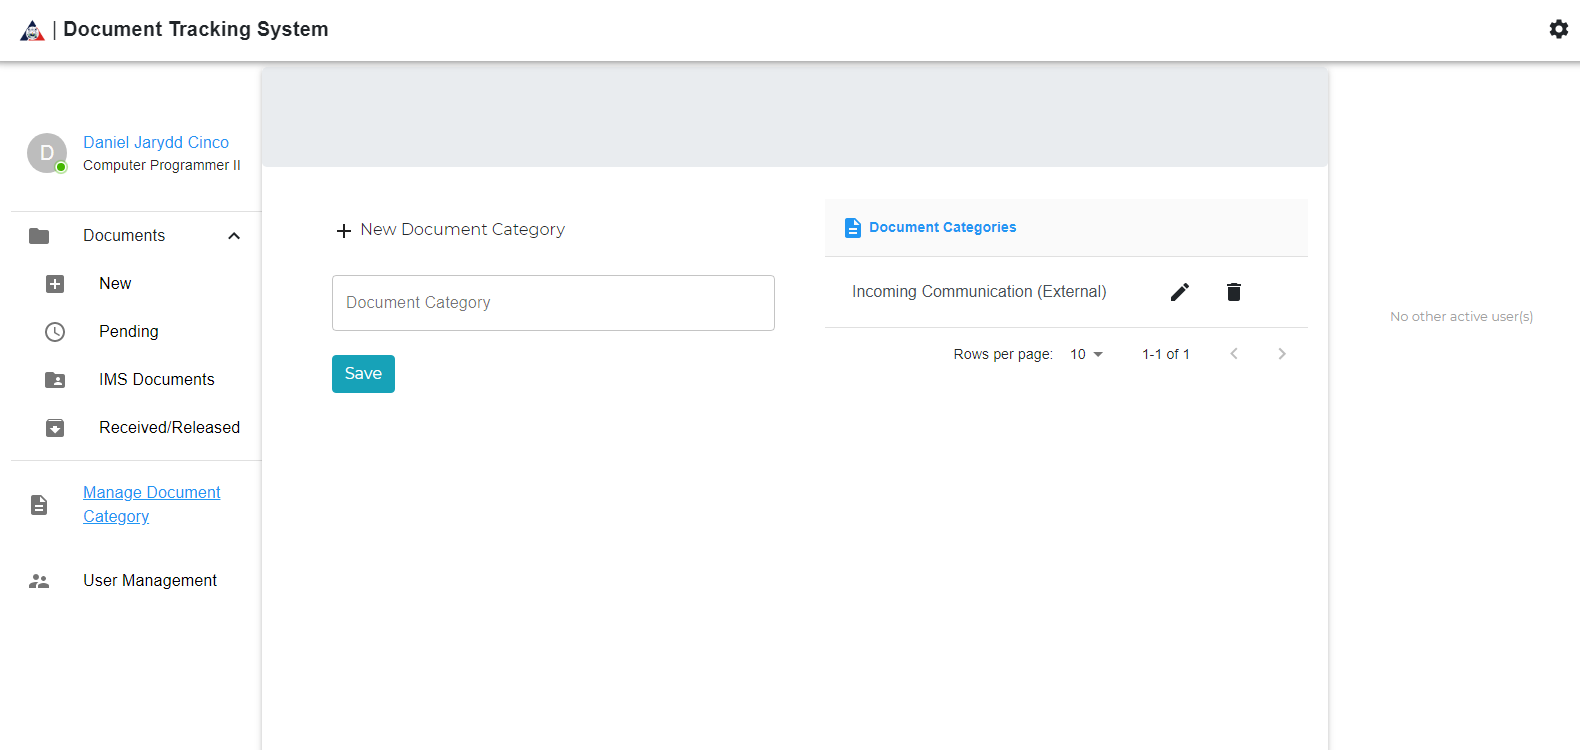 | Document Tracking System
D
Daniel Jarydd Cinco
Computer Programmer II
Documents
New
Pending
IMS Documents
Received/Released
Manage Document
Category
User Management
New Document Category
Document Category
Save
Document Categories
Incoming Communication (External)
Rows per page: 10 1-1 of 1
No other active user(s)